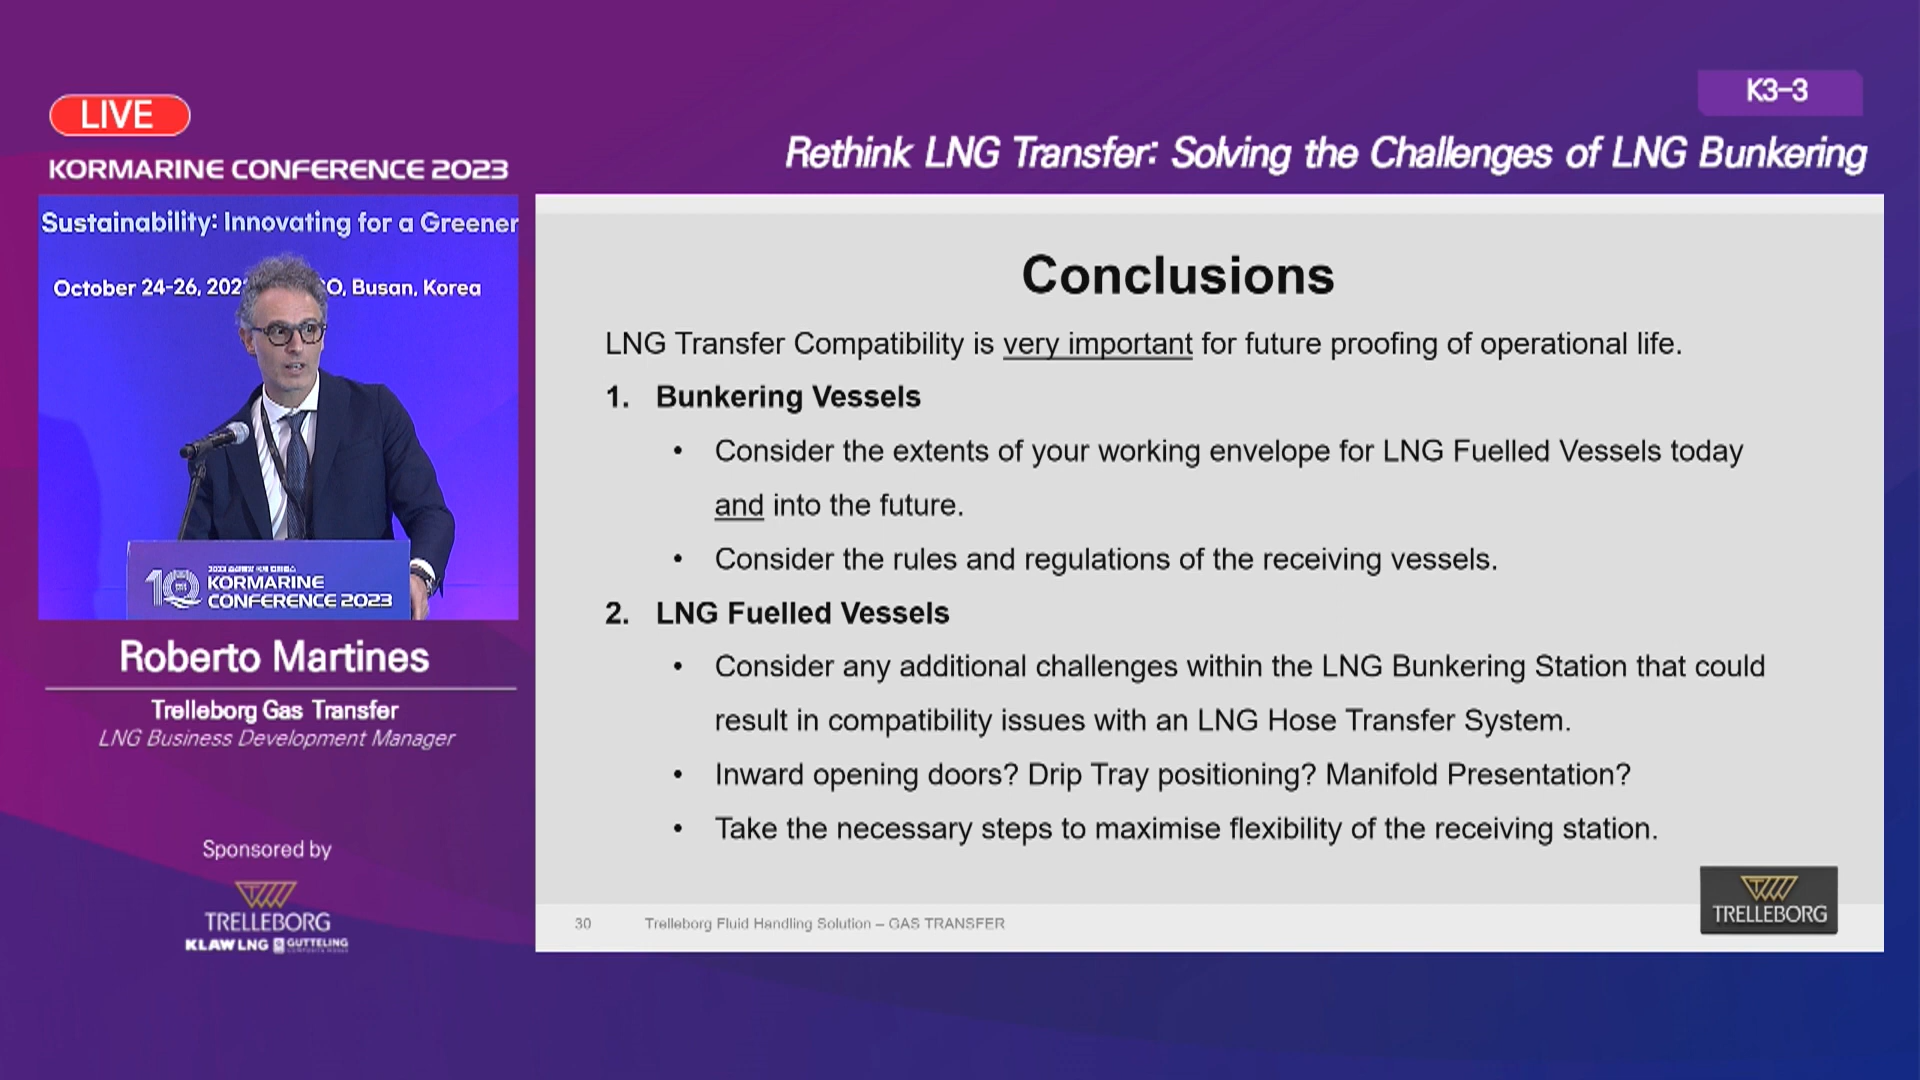 LIVE
KORMARINE CONFERENCE 2023
K3-3
Rethink LNG Transfer: Solving the Challenges of LNG Bunkering
Sustainability: Innovating for a Greener
October 24-26, 202
O, Busan, Korea
KORMARINE
CONFERENCE 2023
Roberto Martines
Trelleborg Gas Transfer
LNG Business Development Manager
Sponsored by
TRELLEBORG
KLAW LNG GUTTELING
Conclusions
LNG Transfer Compatibility is very important for future proofing of operational life.
1. Bunkering Vessels
• Consider the extents of your working envelope for LNG Fuelled Vessels today
and into the future.
• Consider the rules and regulations of the receiving vessels.
2. LNG Fuelled Vessels
• Consider any additional challenges within the LNG Bunkering Station that could
result in compatibility issues with an LNG Hose Transfer System.
• Inward opening doors? Drip Tray positioning? Manifold Presentation?
• Take the necessary steps to maximise flexibility of the receiving station.
30 Trelleborg Fluid Handling Solution – GAS TRANSFER
TRELLEBORG